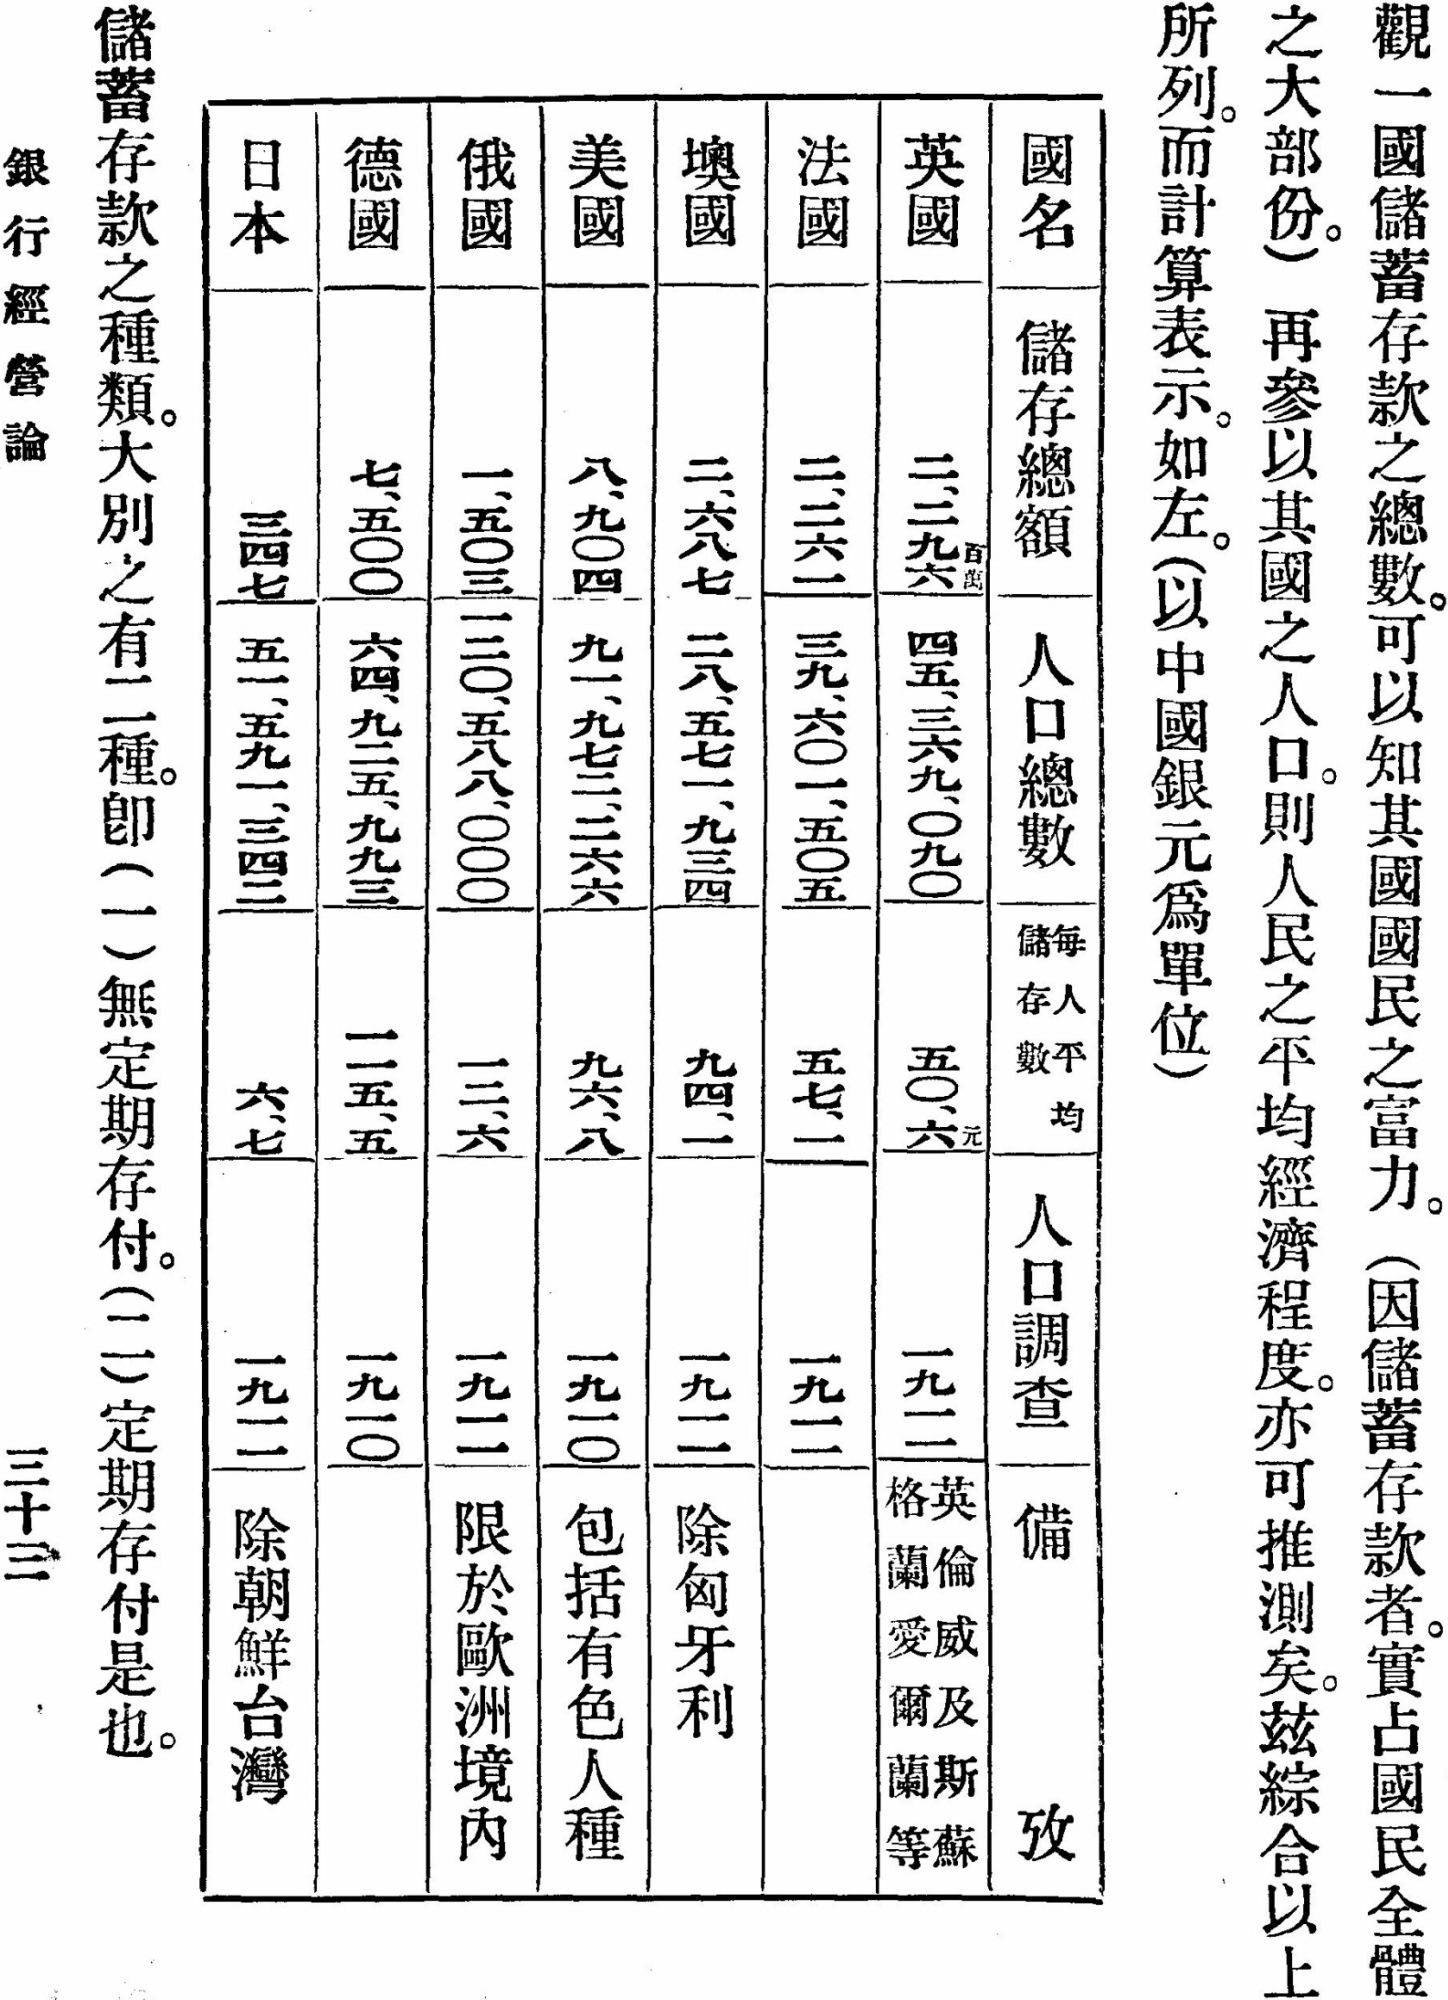 觀一國儲蓄存款之總數。可以知其國國民之富力。（因儲蓄存款者。實占國民全體
之大部份。）再參以其國之人口。則人民之平均經濟程度。亦可推測矣。茲綜合以上
所列。而計算表示。如左。（以中國銀元爲單位）
國名 儲存總額 人口總數 每人平均儲存數 人口調查 備攷
英國 二、二九六百萬 四五、三六九、〇九〇 五〇、六元 一九一一 英倫威及斯蘇格蘭愛爾蘭等
法國 二、二六一 三九、六〇一、五〇五 五七、一 一九一一
墺國 二、六八七 二八、五七一、九三四 九四、一 一九一一 除匈牙利
美國 八、九〇四 九一、九七二、二六六 九六、八 一九一〇 包括有色人種
俄國 一、五〇三 一二〇、五八八、〇〇〇 一二、六 一九一一 限於歐洲境內
德國 七、五〇〇 六四、九二五、九九三 一一五、五 一九一〇
日本 三四七 五一、五九一、三四二 六、七 一九一一 除朝鮮台灣
儲蓄存款之種類。大別之有二種。卽（一）無定期存付。（二）定期存付是也。
銀行經營論 三十三